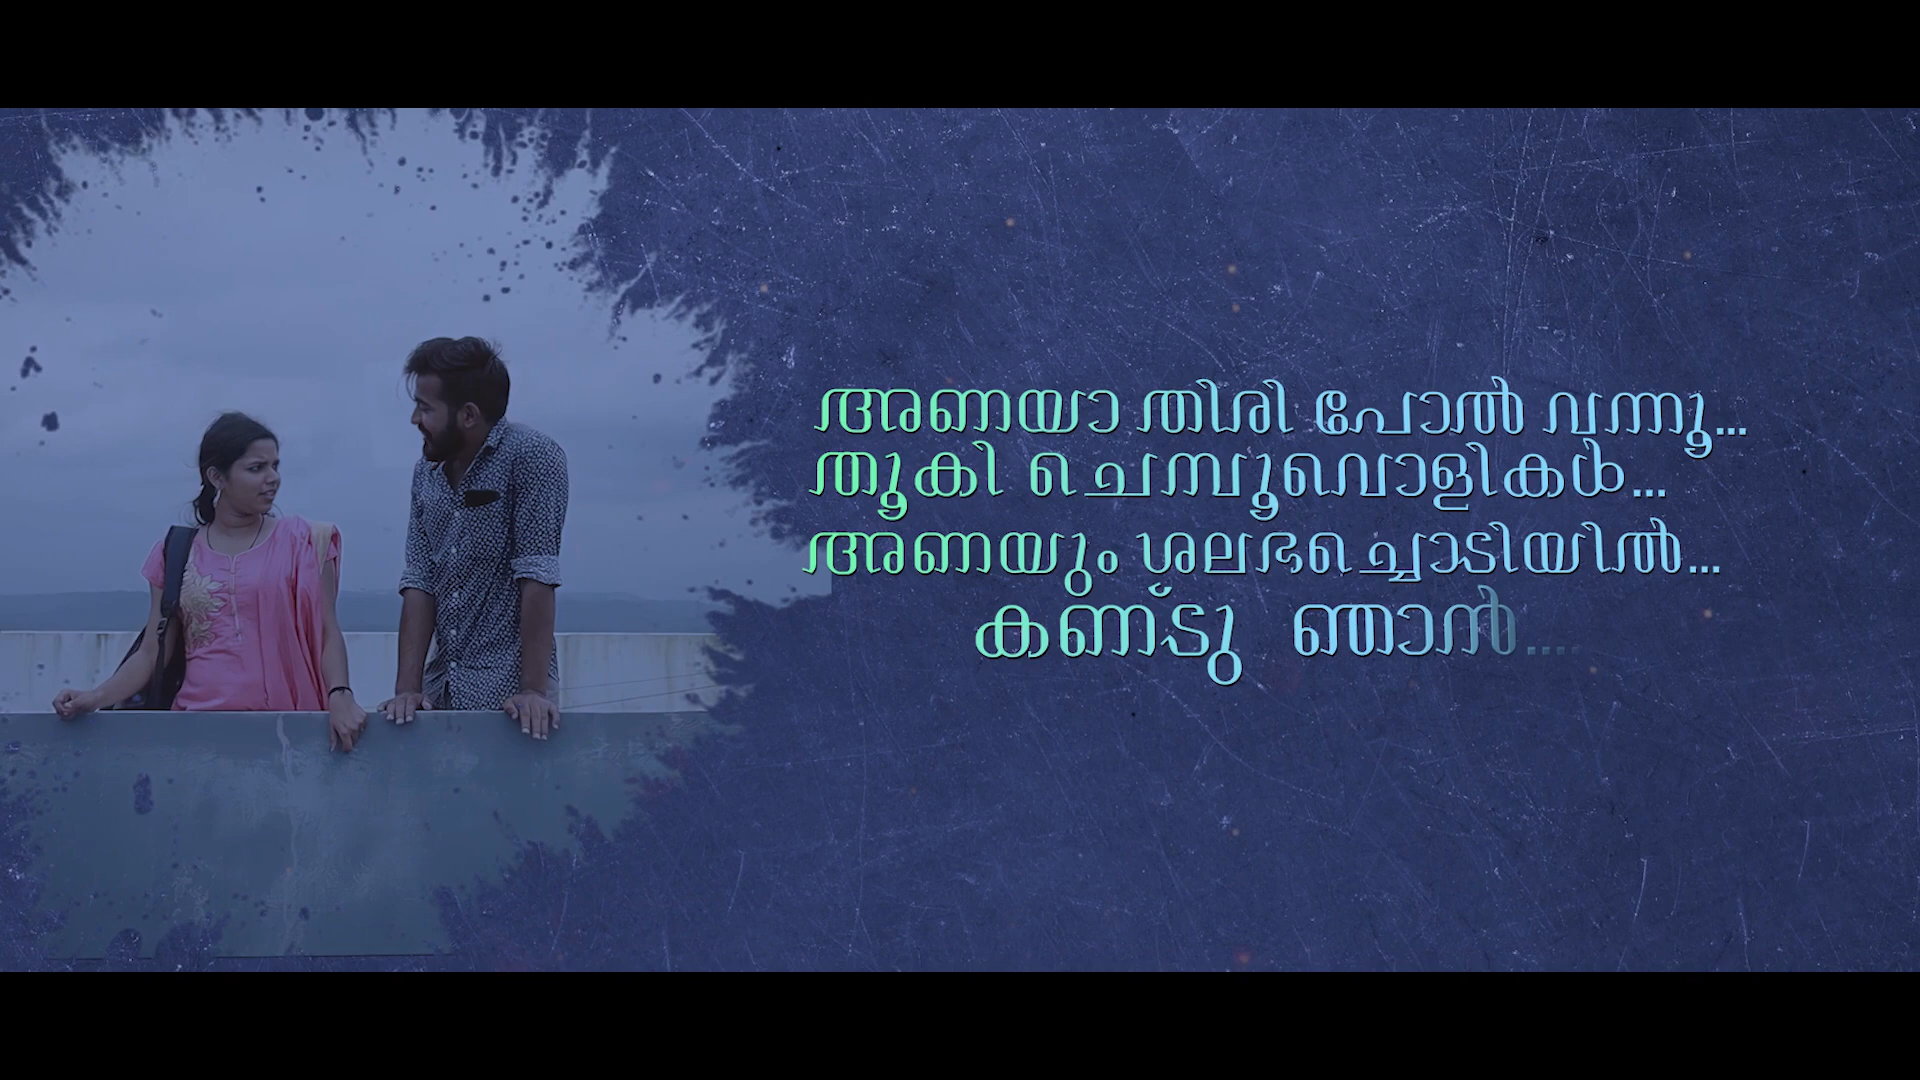 അണയാ തിരി പോൽ വന്നൂ...
തൂകി ചെമ്പൂവൊളികൾ...
അണയും ശലഭച്ചൊടിയിൽ...
കണ്ടു ഞാൻ....